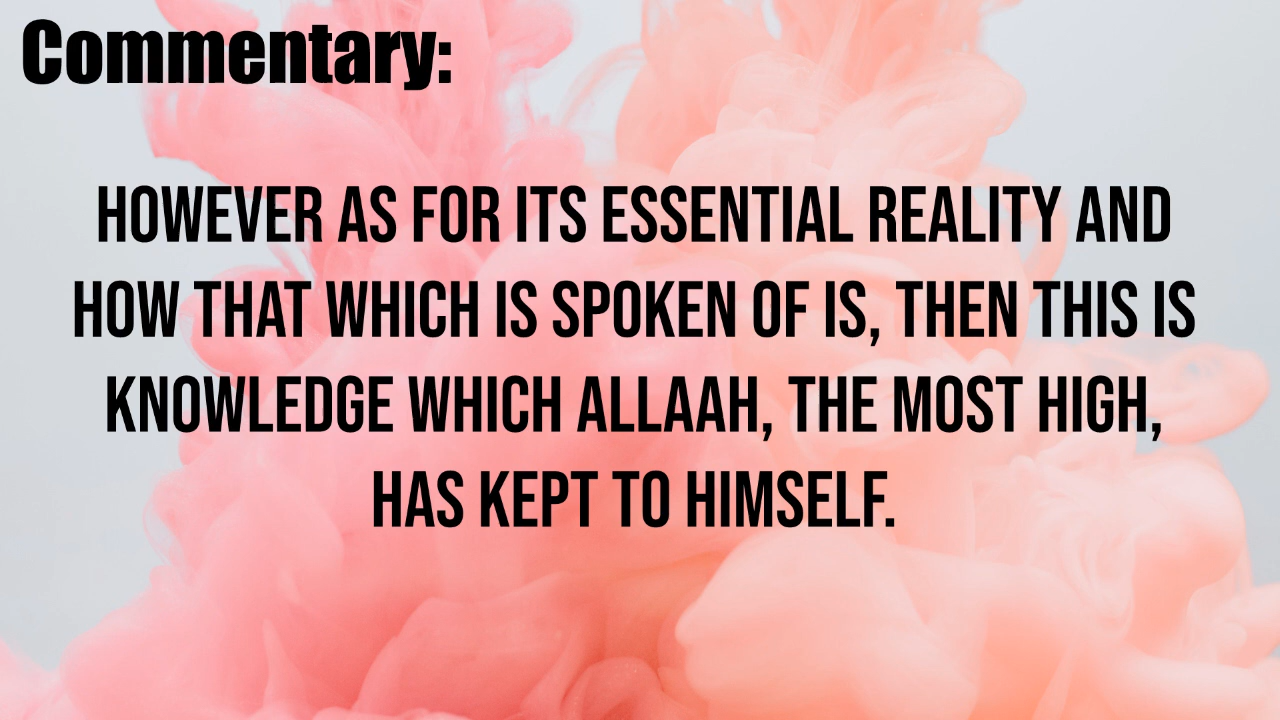 Commentary:
HOWEVER AS FOR ITS ESSENTIAL REALITY AND
HOW THAT WHICH IS SPOKEN OF IS, THEN THIS IS
KNOWLEDGE WHICH ALLAAH, THE MOST HIGH,
HAS KEPT TO HIMSELF.